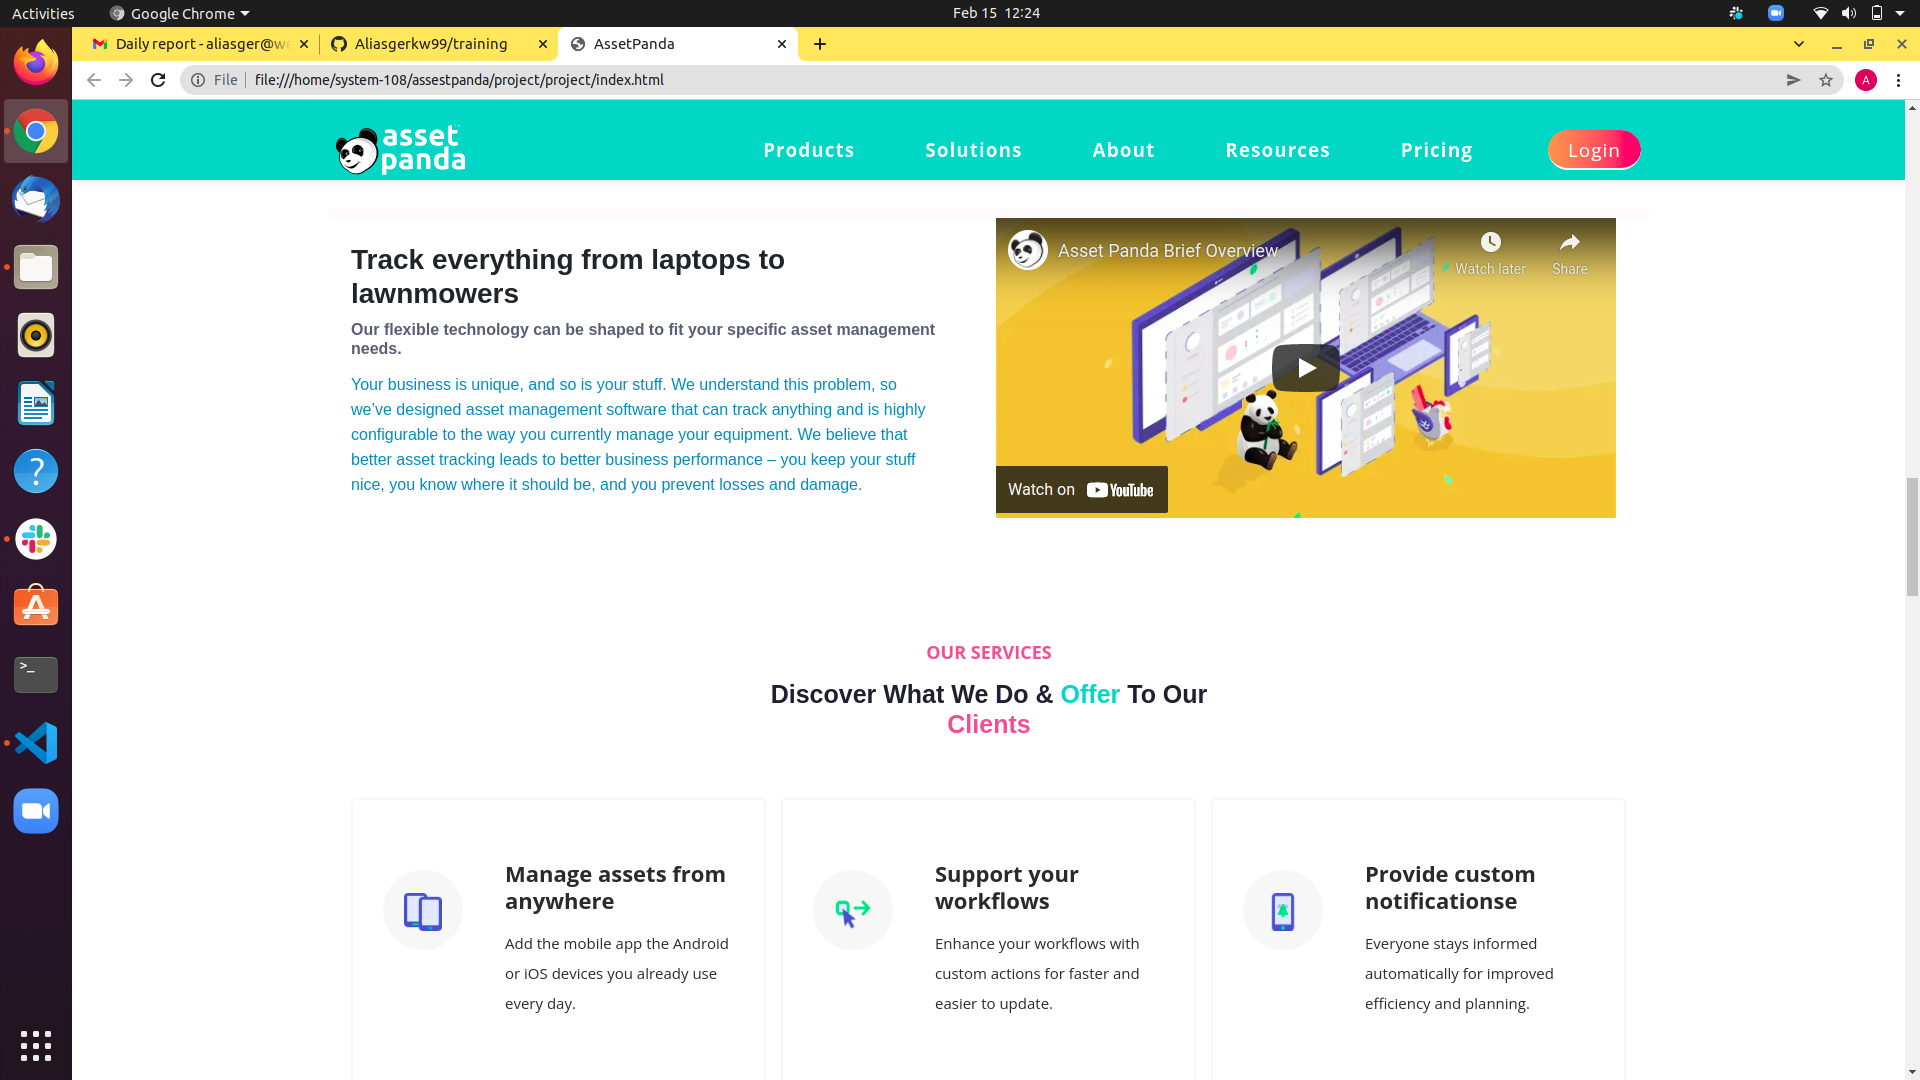 Activities
Google Chrome
Feb 15 12:24
Daily report - aliasger@we
Aliasgerkw99/training
AssetPanda
File
file:///home/system-108/assestpanda/project/project/index.html
A
asset
panda
Products
Solutions
About
Resources
Pricing
Login
Track everything from laptops to
lawnmowers
Our flexible technology can be shaped to fit your specific asset management
needs.
Your business is unique, and so is your stuff. We understand this problem, so
we’ve designed asset management software that can track anything and is highly
configurable to the way you currently manage your equipment. We believe that
better asset tracking leads to better business performance – you keep your stuff
nice, you know where it should be, and you prevent losses and damage.
Asset Panda Brief Overview
Watch later
Share
Watch on YouTube
OUR SERVICES
Discover What We Do & Offer To Our
Clients
Manage assets from
anywhere
Add the mobile app the Android
or iOS devices you already use
every day.
Support your
workflows
Enhance your workflows with
custom actions for faster and
easier to update.
Provide custom
notificationse
Everyone stays informed
automatically for improved
efficiency and planning.